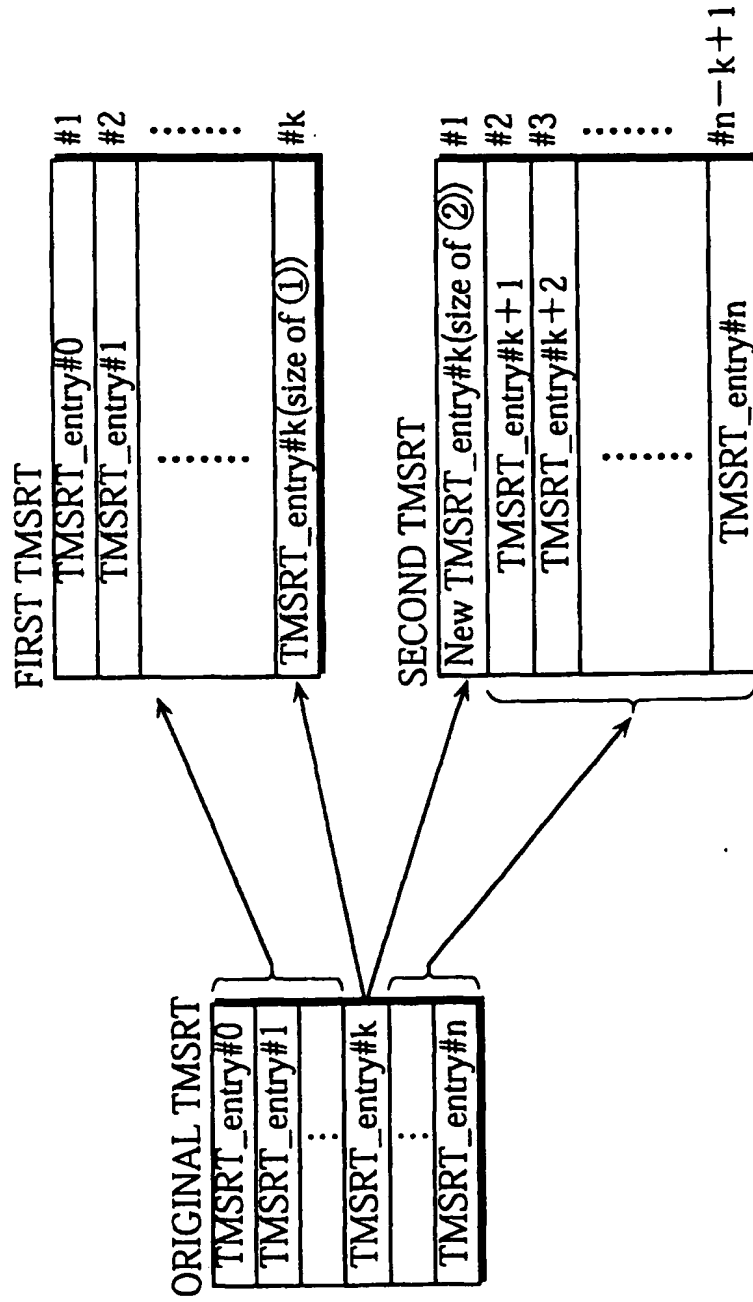 ORIGINAL TMSRT
TMSRT_entry#0
TMSRT_entry#1
⋯
TMSRT_entry#k
⋯
TMSRT_entry#n
FIRST TMSRT
TMSRT_entry#0 #1
TMSRT_entry#1 #2
⋯⋯ ⋯⋯
TMSRT_entry#k(size of ①) #k
SECOND TMSRT
New TMSRT_entry#k(size of ②) #1
TMSRT_entry#k+1 #2
TMSRT_entry#k+2 #3
⋯⋯ ⋯⋯
TMSRT_entry#n #n-k+1